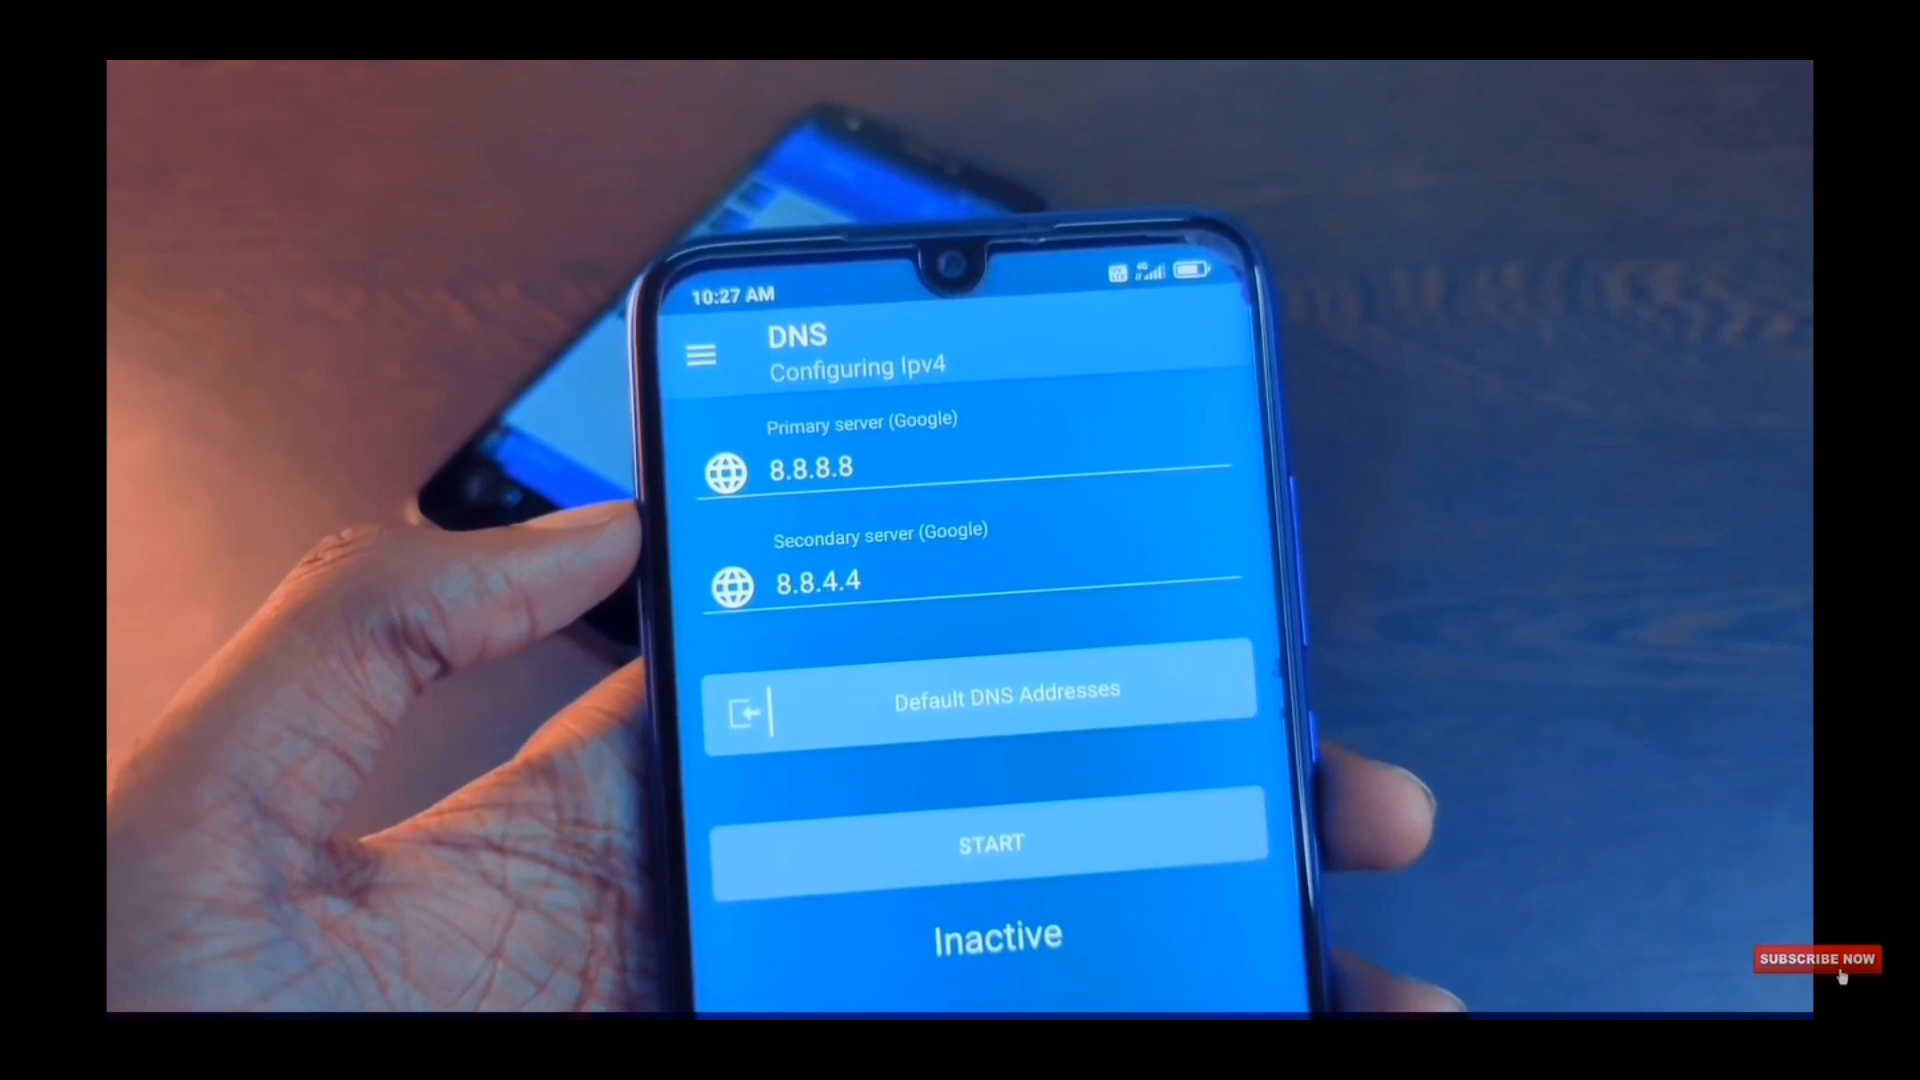 10:27 AM
DNS
Configuring Ipv4
Primary server (Google)
8.8.8.8
Secondary server (Google)
8.8.4.4
Default DNS Addresses
START
Inactive
SUBSCRIBE NOW